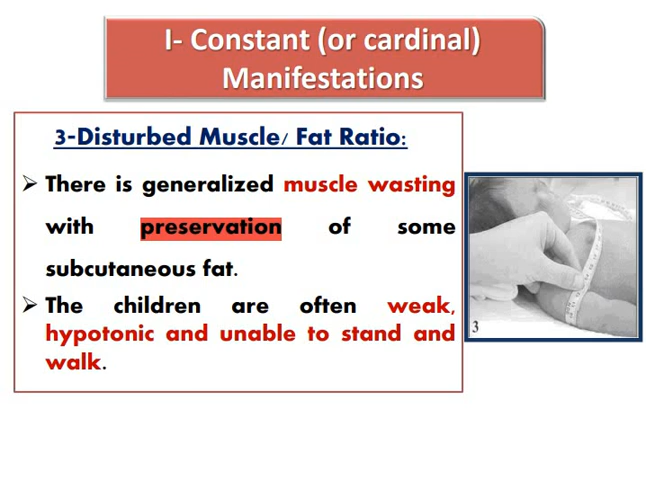 I- Constant (or cardinal)
Manifestations
3-Disturbed Muscle/ Fat Ratio:
➢ There is generalized muscle wasting
with preservation of some
subcutaneous fat.
➢ The children are often weak,
hypotonic and unable to stand and
walk.
3